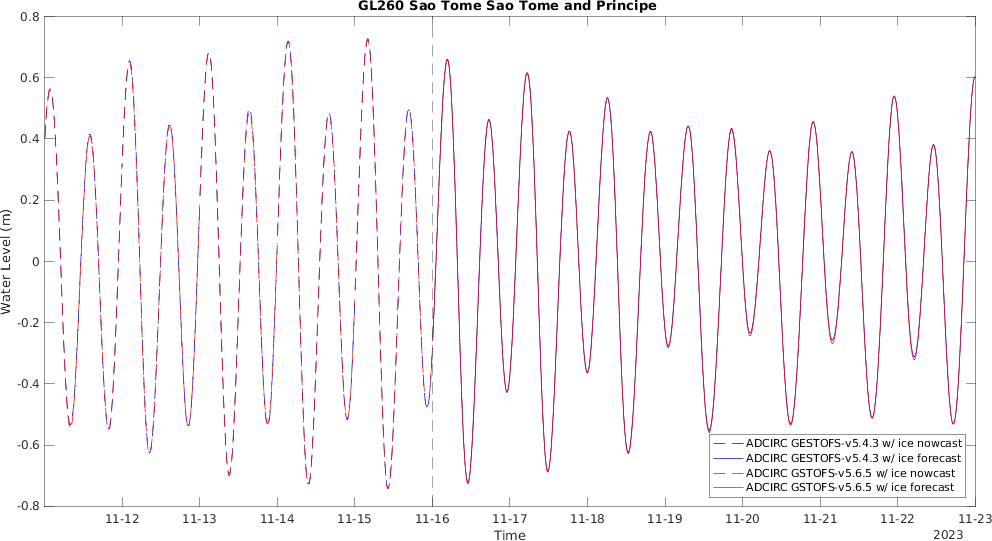 GL260 Sao Tome Sao Tome and Principe
0.8
0.6
0.4
0.2
0
-0.2
-0.4
-0.6
-0.8
Water Level (m)
ADCIRC GESTOFS-v5.4.3 w/ ice nowcast
ADCIRC GESTOFS-v5.4.3 w/ ice forecast
ADCIRC GSTOFS-v5.6.5 w/ ice nowcast
ADCIRC GSTOFS-v5.6.5 w/ ice forecast
11-12 11-13 11-14 11-15 11-16 11-17 11-18 11-19 11-20 11-21 11-22 11-23
Time
2023